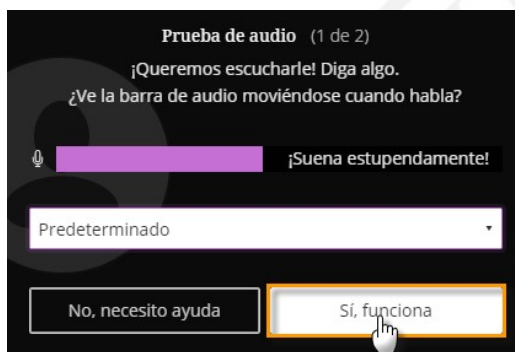 Prueba de audio (1 de 2)
¡Queremos escucharle! Diga algo.
¿Ve la barra de audio moviéndose cuando habla?
¡Suena estupendamente!
Predeterminado
No, necesito ayuda
Sí, funciona